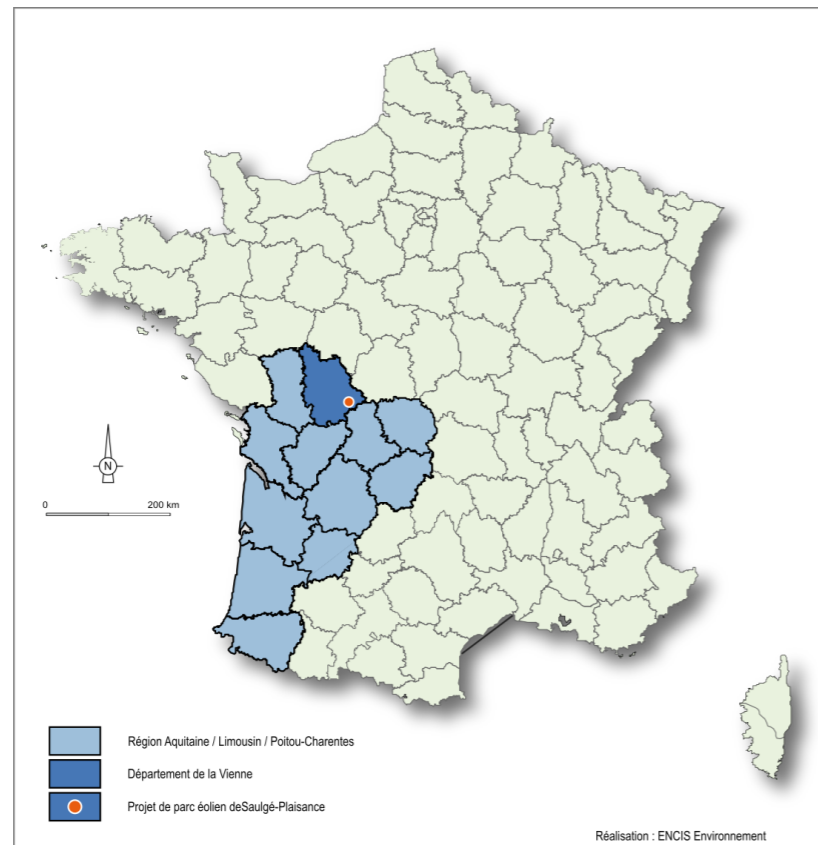 N
0 200 km
Région Aquitaine / Limousin / Poitou-Charentes
Département de la Vienne
Projet de parc éolien deSaulgé-Plaisance
Réalisation : ENCIS Environnement